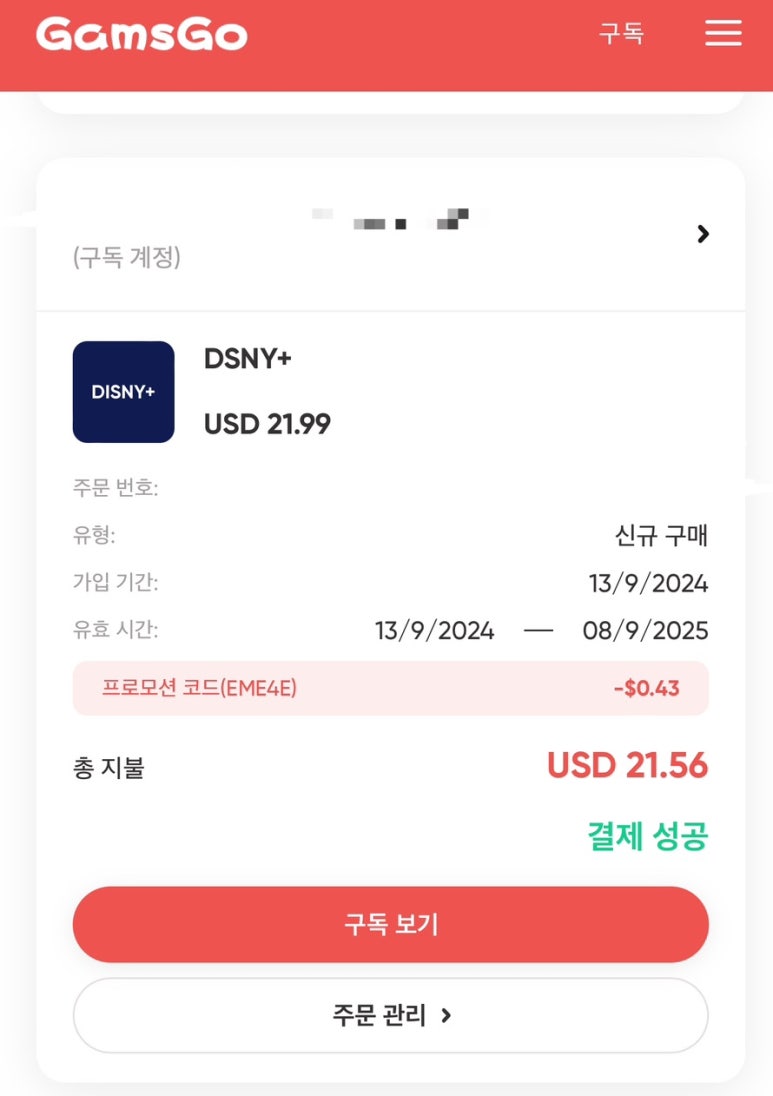 GamsGo 구독
(구독 계정)
DISNY+
DSNY+
USD 21.99
주문 번호:
유형: 신규 구매
가입 기간: 13/9/2024
유효 시간: 13/9/2024 — 08/9/2025
프로모션 코드(EME4E) -$0.43
총 지불 USD 21.56
결제 성공
구독 보기
주문 관리 >